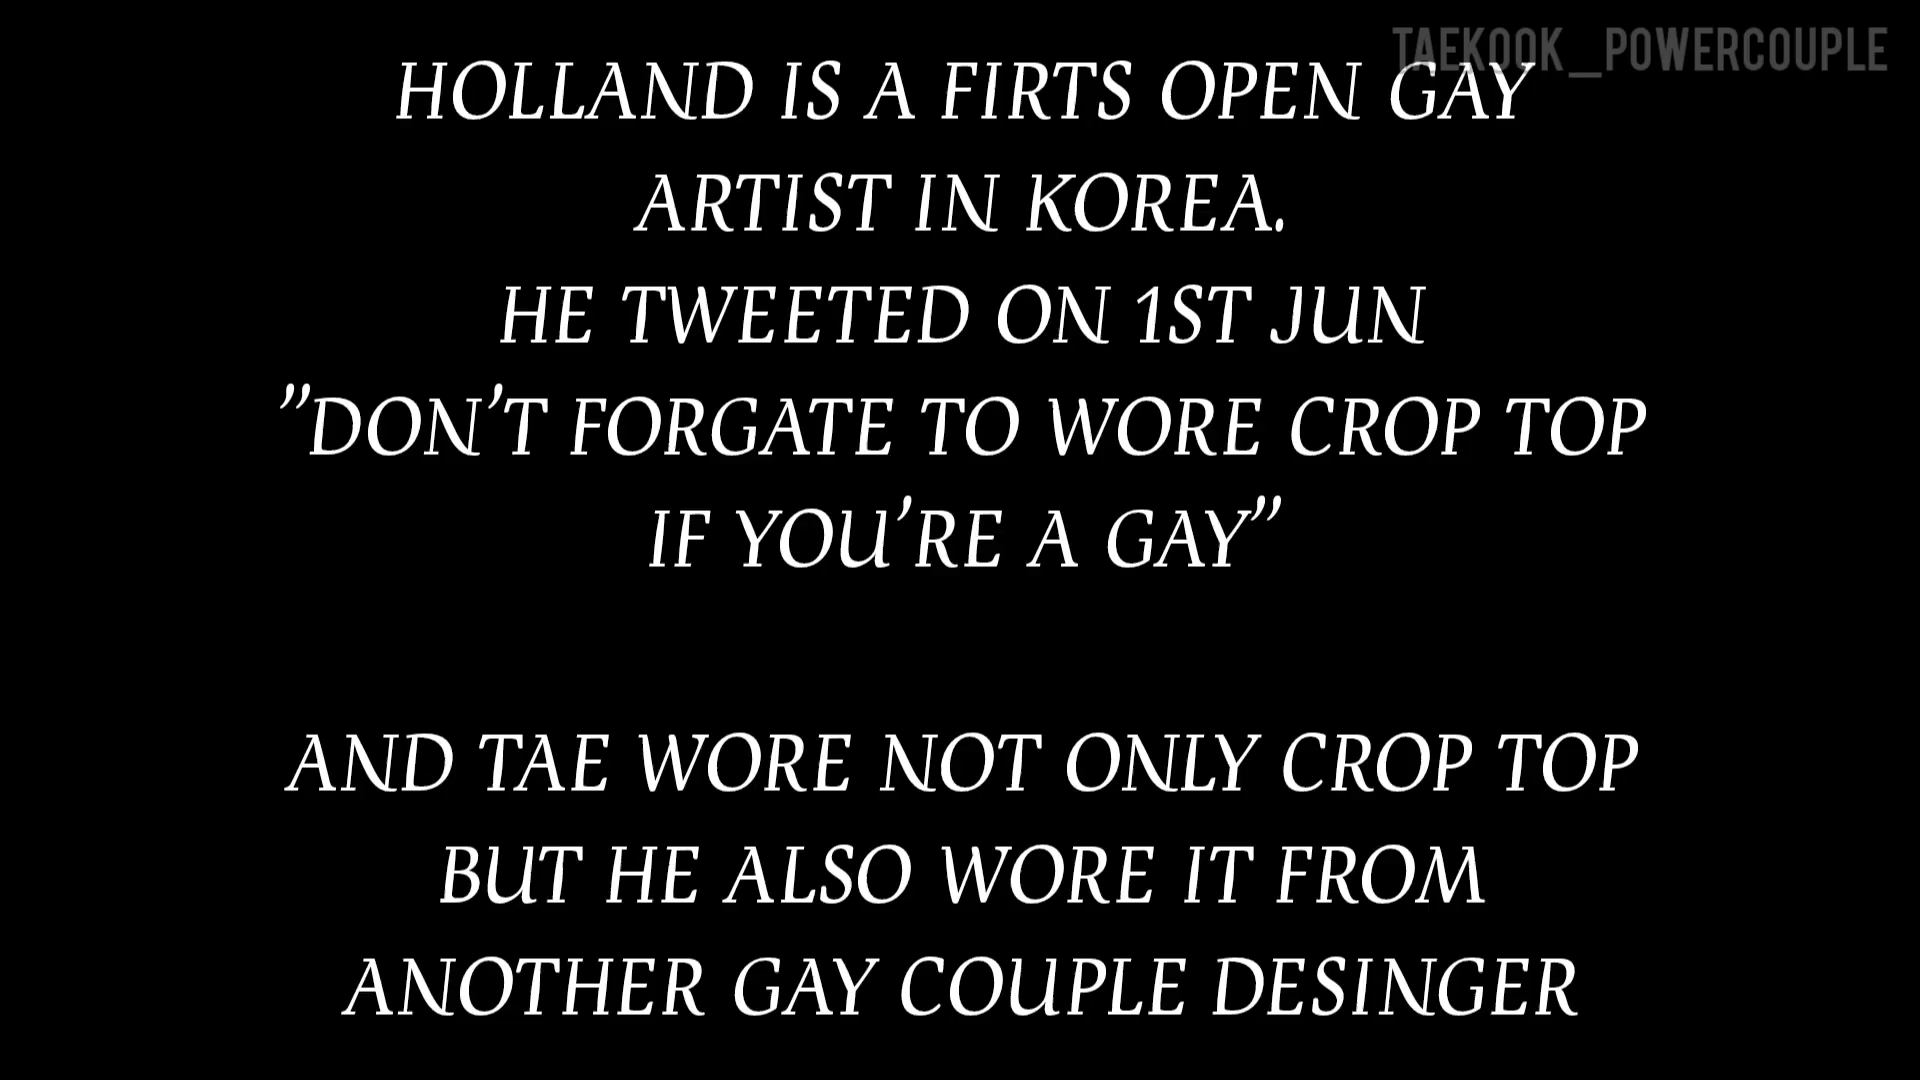 TAEKOOK_POWERCOUPLE
HOLLAND IS A FIRTS OPEN GAY
ARTIST IN KOREA.
HE TWEETED ON 1ST JUN
"DON'T FORGATE TO WORE CROP TOP
IF YOU'RE A GAY"
AND TAE WORE NOT ONLY CROP TOP
BUT HE ALSO WORE IT FROM
ANOTHER GAY COUPLE DESINGER